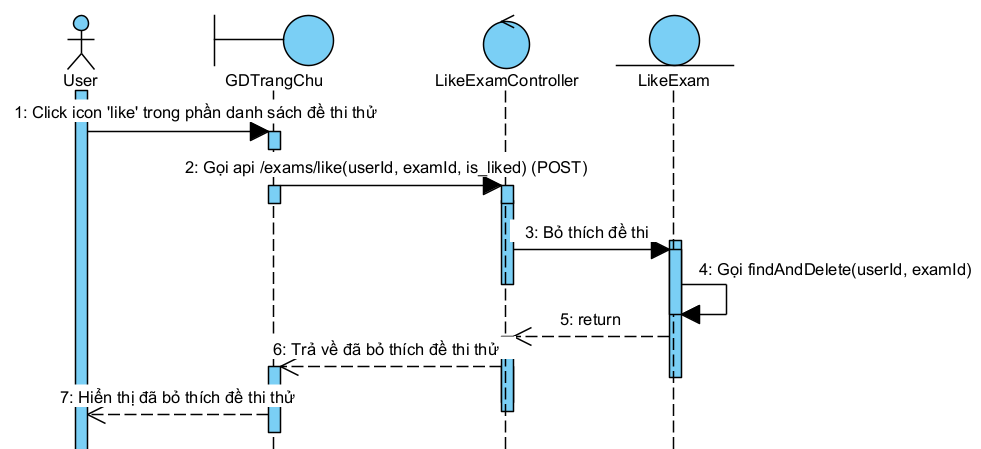 User
GDTrangChu
LikeExamController
LikeExam
1: Click icon 'like' trong phần danh sách đề thi thử
2: Gọi api /exams/like(userId, examId, is_liked) (POST)
3: Bỏ thích đề thi
4: Gọi findAndDelete(userId, examId)
5: return
6: Trả về đã bỏ thích đề thi thử
7: Hiển thị đã bỏ thích đề thi thử